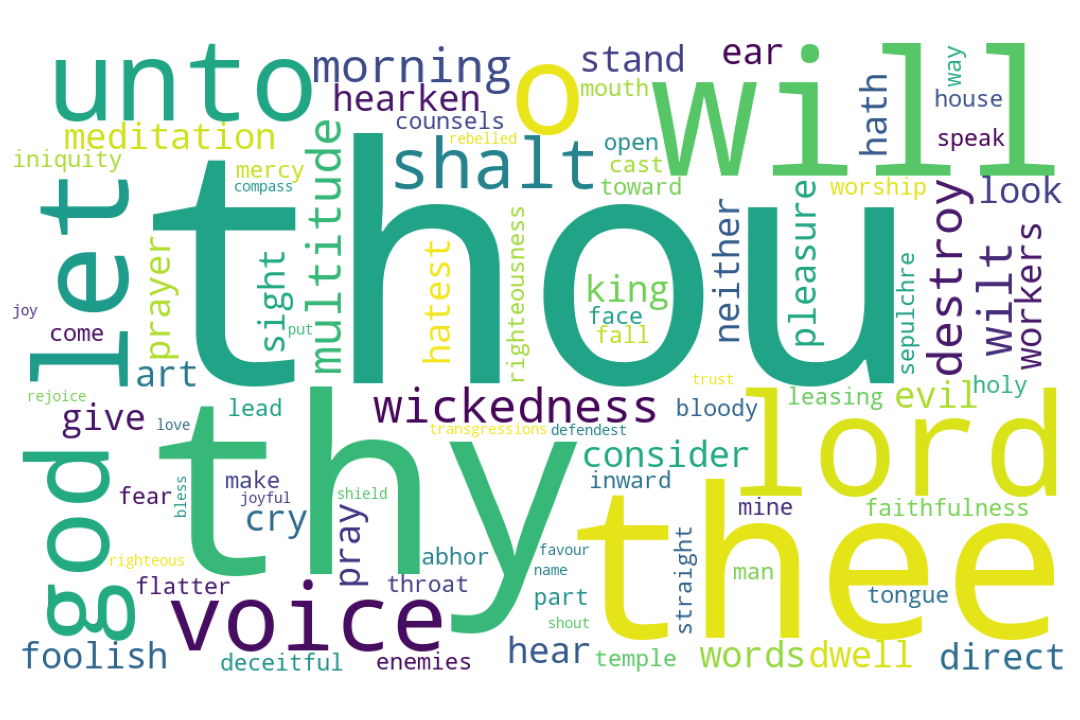 unto
morning
o
stand
ear
will
hath
way
house
hearken
mouth
counsels
meditation
rebelled
shalt
open
speak
iniquity
mercy
compass
multitude
cast
toward
let
thou
pleasure
worship
destroy
look
prayer
sight
hatest
righteousness
neither
king
face
fall
sepulchre
wilt
workers
joy
come
put
art
trust
holy
rejoice
lead
wickedness
bloody
leasing
evil
give
love
thy
transgressions
defendest
lord
god
consider
fear
bless
make
joyful
shield
inward
mine
faithfulness
cry
pray
thee
righteous
abhor
favour
name
straight
man
flatter
throat
part
tongue
voice
shout
foolish
deceitful
enemies
hear
temple
words
dwell
direct